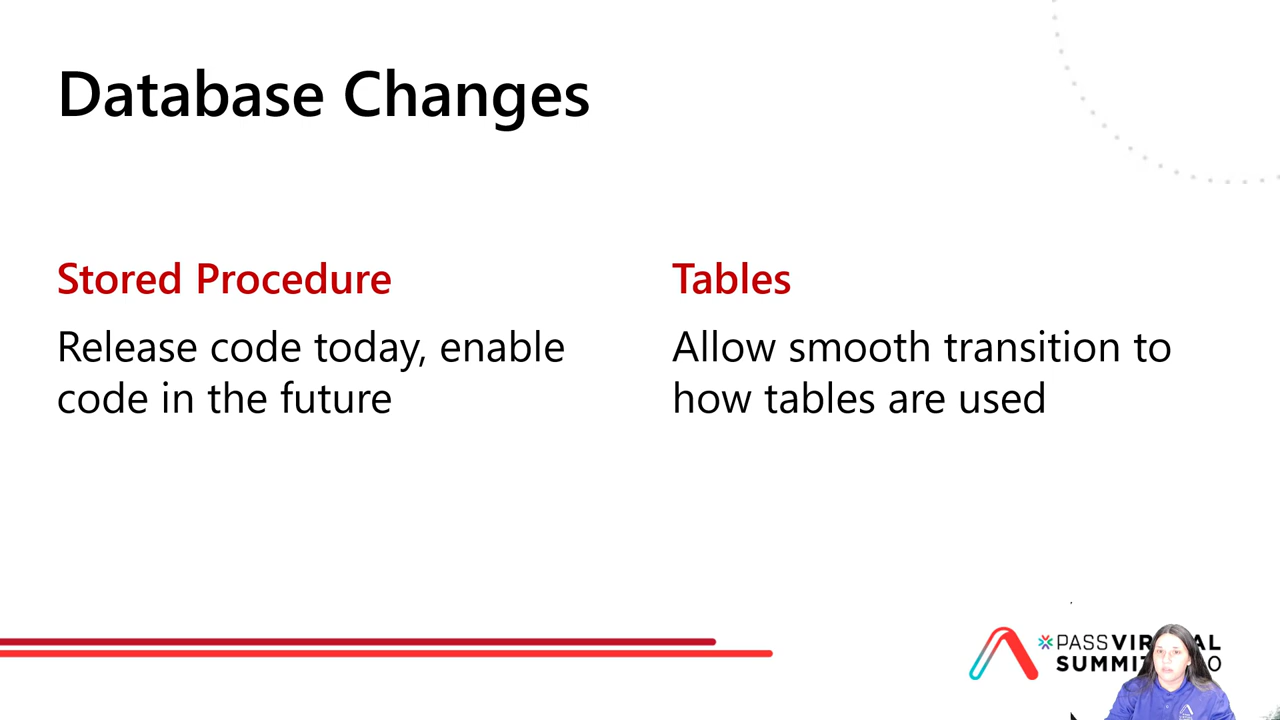 Database Changes
Stored Procedure
Release code today, enable
code in the future
Tables
Allow smooth transition to
how tables are used
PASS
SUMMIT